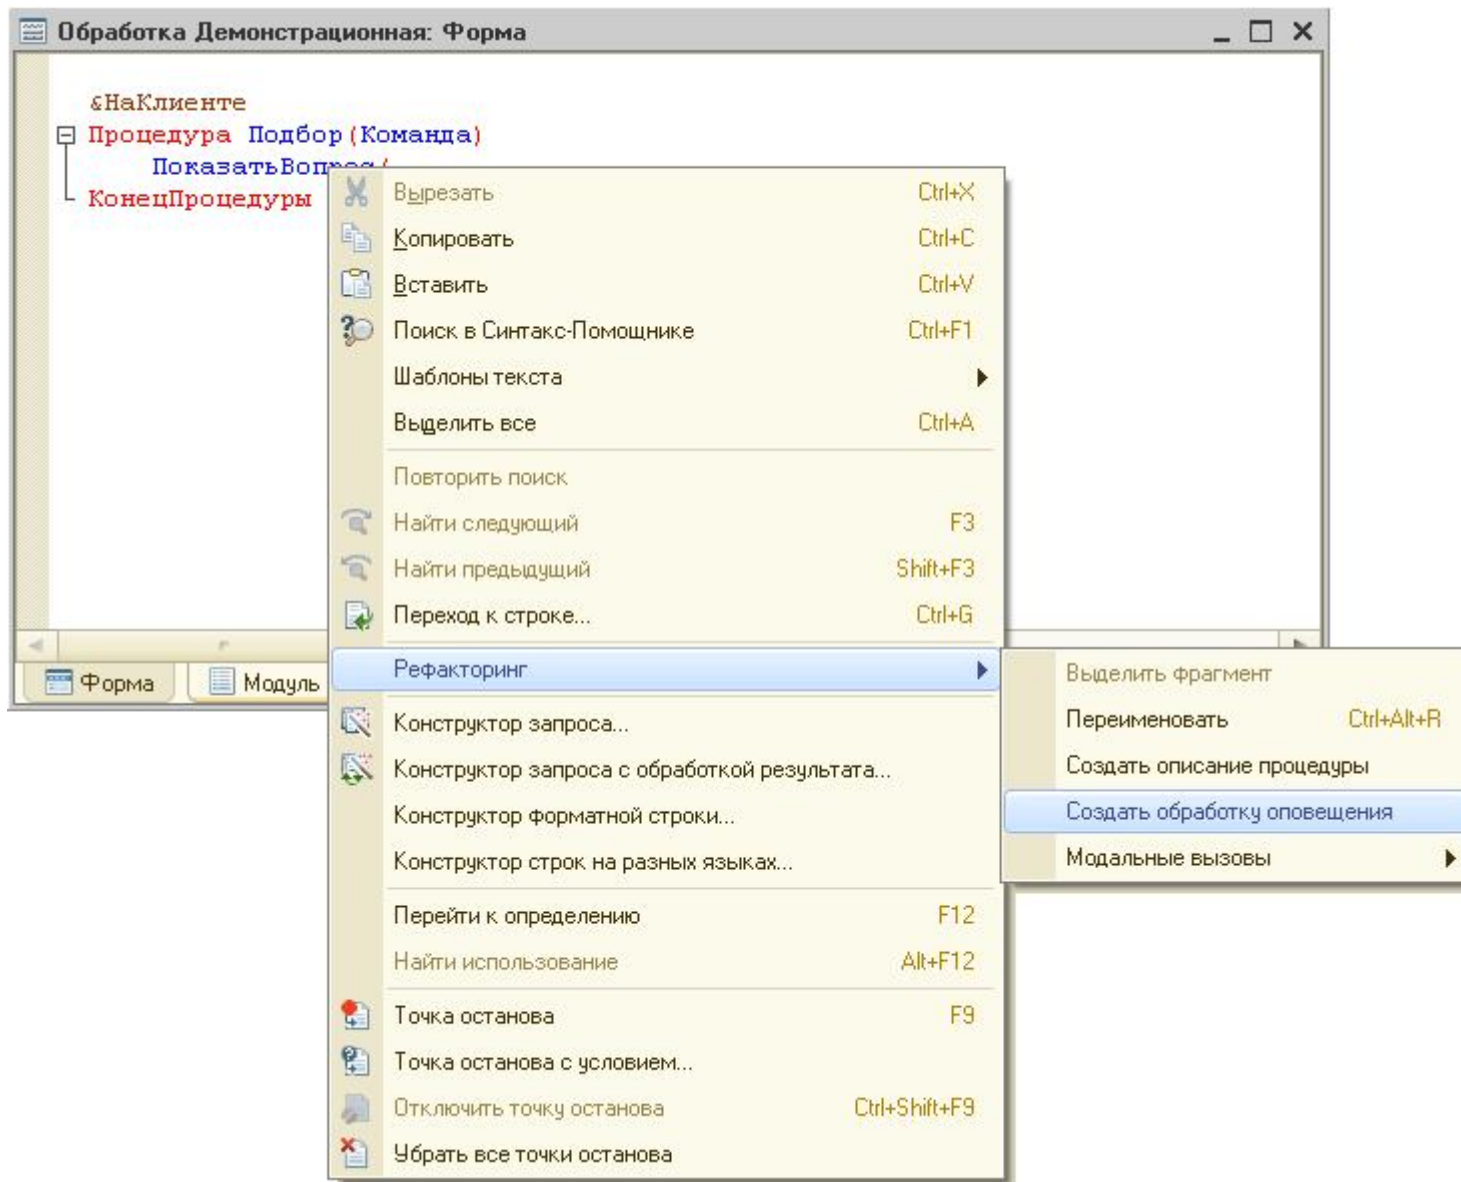 Обработка Демонстрационная: Форма
&НаКлиенте
Процедура Подбор(Команда)
ПоказатьВопрос(
КонецПроцедуры
Вырезать Ctrl+X
Копировать Ctrl+C
Вставить Ctrl+V
Поиск в Синтакс-Помощнике Ctrl+F1
Шаблоны текста
Выделить все Ctrl+A
Повторить поиск
Найти следующий F3
Найти предыдущий Shift+F3
Переход к строке... Ctrl+G
Рефакторинг
Конструктор запроса...
Конструктор запроса с обработкой результата...
Конструктор форматной строки...
Конструктор строк на разных языках...
Перейти к определению F12
Найти использование Alt+F12
Точка останова F9
Точка останова с условием...
Отключить точку останова Ctrl+Shift+F9
Убрать все точки останова
Выделить фрагмент
Переименовать Ctrl+Alt+R
Создать описание процедуры
Создать обработку оповещения
Модальные вызовы
Форма
Модуль